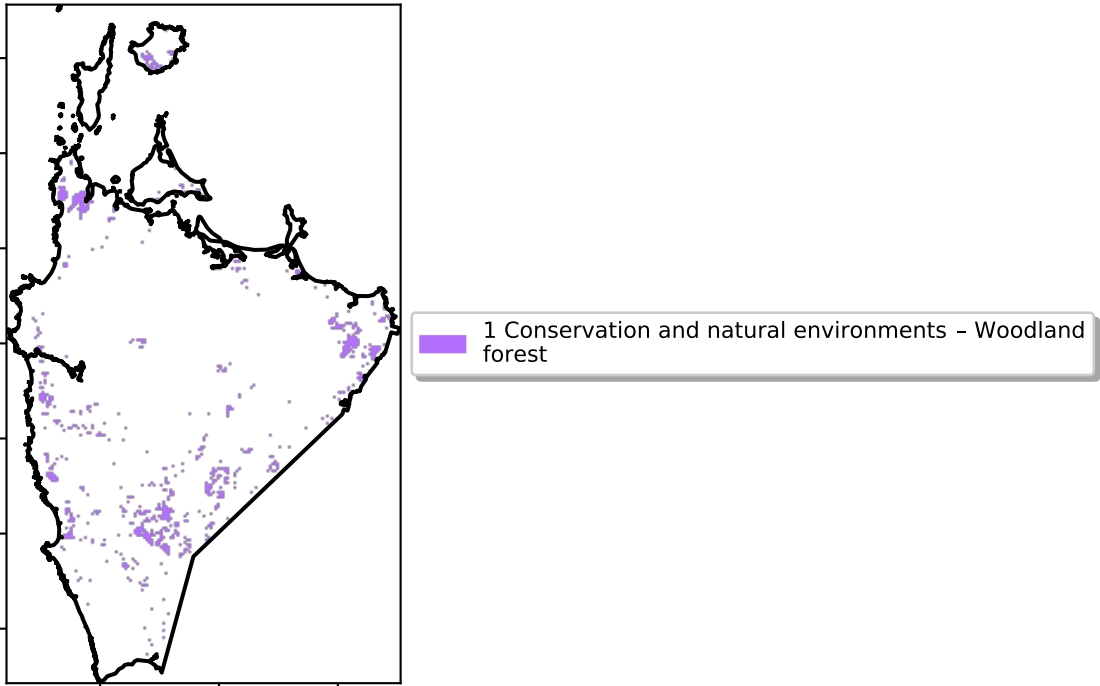 1 Conservation and natural environments – Woodland
forest